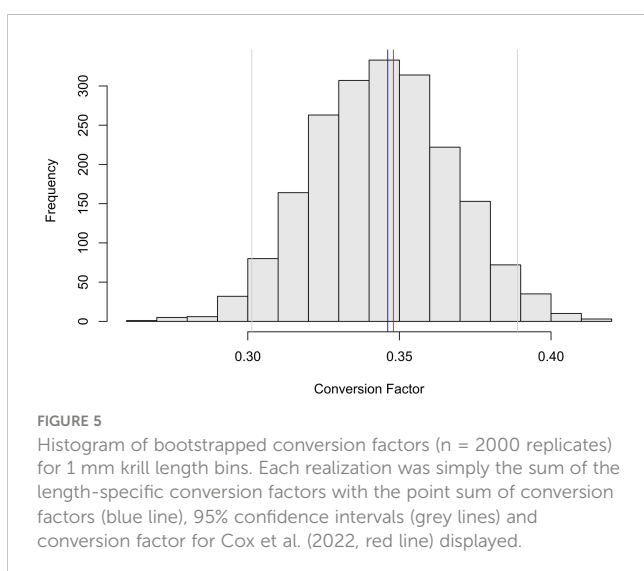 300
250
200
150
100
50
0
Frequency
0.30 0.35 0.40
Conversion Factor
FIGURE 5
Histogram of bootstrapped conversion factors (n = 2000 replicates)
for 1 mm krill length bins. Each realization was simply the sum of the
length-specific conversion factors with the point sum of conversion
factors (blue line), 95% confidence intervals (grey lines) and
conversion factor for Cox et al. (2022, red line) displayed.